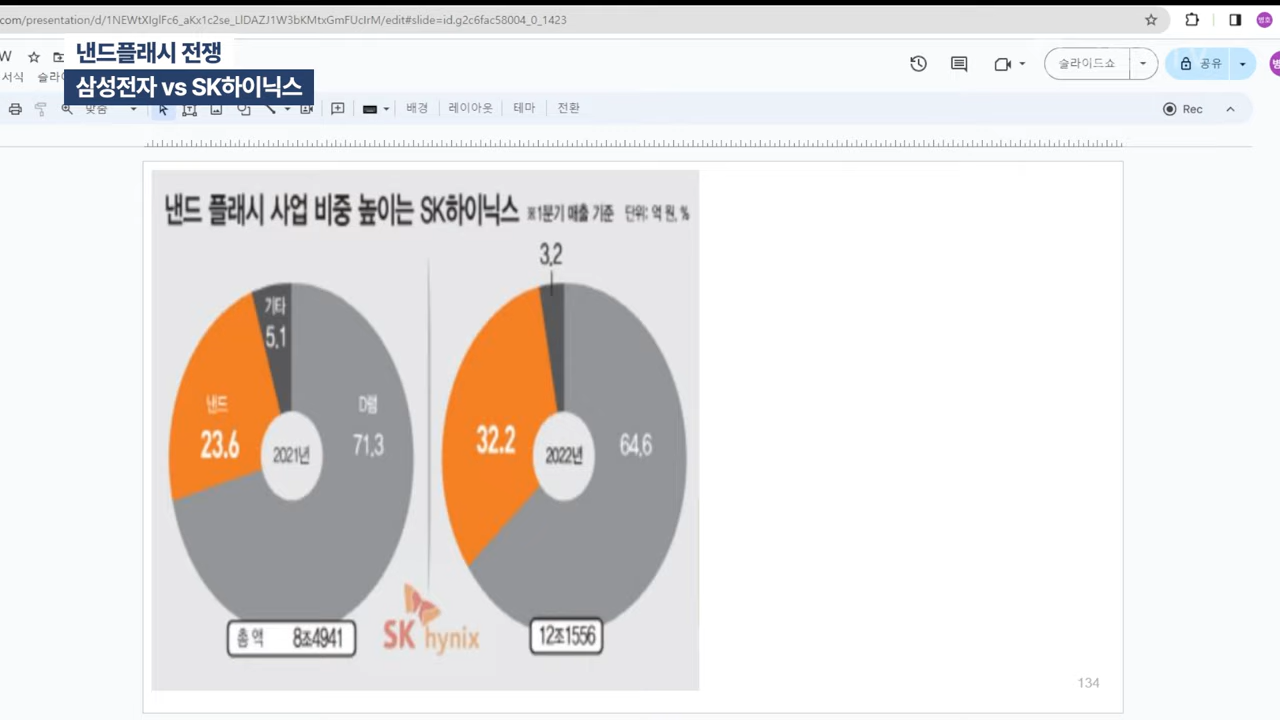 com/presentation/d/1NEWtXIglFc6_aKx1c2se_LlDAZJ1W3bKMtxGmFUcIrM/edit#slide=id.g2c6fac58004_0_1423
W
낸드플래시 전쟁
슬라이드쇼
공유
서식
삼성전자 vs SK하이닉스
맞춤
배경
레이아웃
테마
전환
Rec
낸드 플래시 사업 비중 높이는 SK하이닉스 ※1분기 매출 기준 단위: 억 원, %
3.2
기타
5.1
낸드
23.6
2021년
D램
71.3
32.2
2022년
64.6
총액 8조4941
SK hynix
12조1556
134